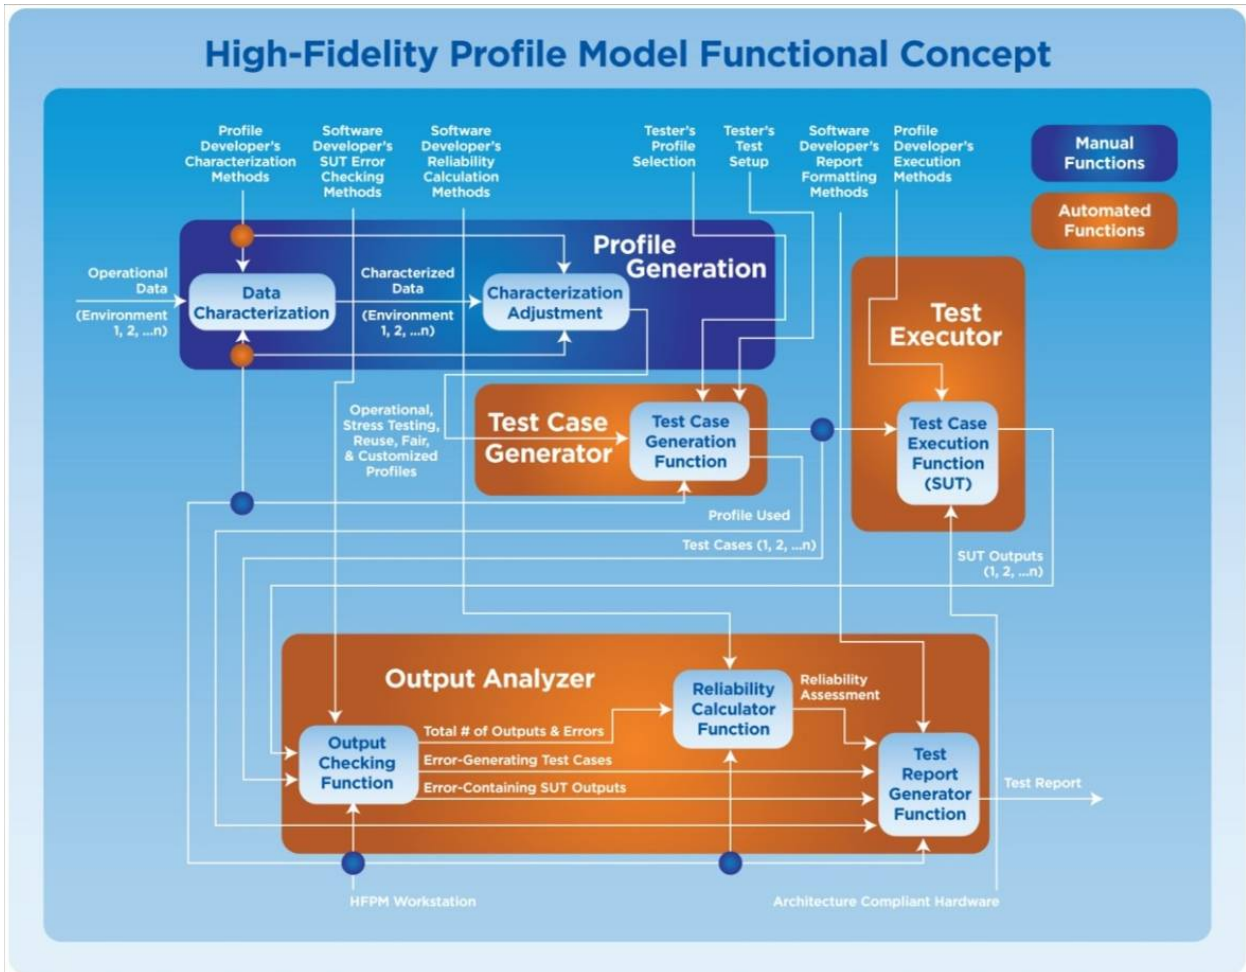 High-Fidelity Profile Model Functional Concept
Profile
Developer's
Characterization
Methods
Software
Developer's
SUT Error
Checking
Methods
Software
Developer's
Reliability
Calculation
Methods
Tester's
Profile
Selection
Tester's
Test
Setup
Software
Developer's
Report
Formatting
Methods
Profile
Developer's
Execution
Methods
Manual
Functions
Automated
Functions
Profile
Generation
Operational
Data
(Environment
1, 2, ...n)
Data
Characterization
Characterized
Data
(Environment
1, 2, ...n)
Characterization
Adjustment
Test
Executor
Operational,
Stress Testing,
Reuse, Fair,
& Customized
Profiles
Test Case
Generator
Test Case
Generation
Function
Test Case
Execution
Function
(SUT)
Profile Used
Test Cases (1, 2, ...n)
SUT Outputs
(1, 2, ...n)
Output Analyzer
Reliability
Calculator
Function
Reliability
Assessment
Output
Checking
Function
Total # of Outputs & Errors
Error-Generating Test Cases
Error-Containing SUT Outputs
Test
Report
Generator
Function
Test Report
HFPM Workstation
Architecture Compliant Hardware